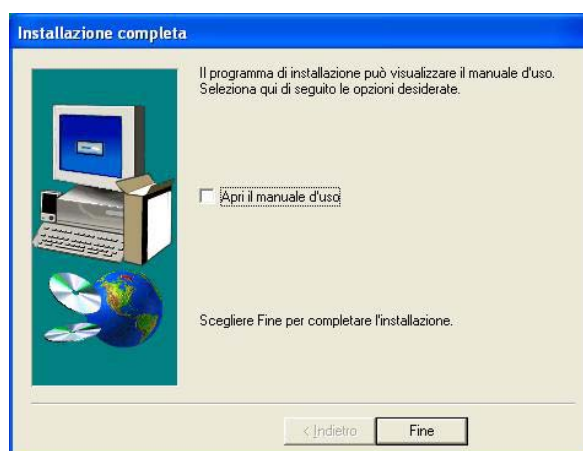 Installazione completa
Il programma di installazione può visualizzare il manuale d'uso.
Seleziona qui di seguito le opzioni desiderate.
Apri il manuale d'uso
Scegliere Fine per completare l'installazione.
< Indietro
Fine